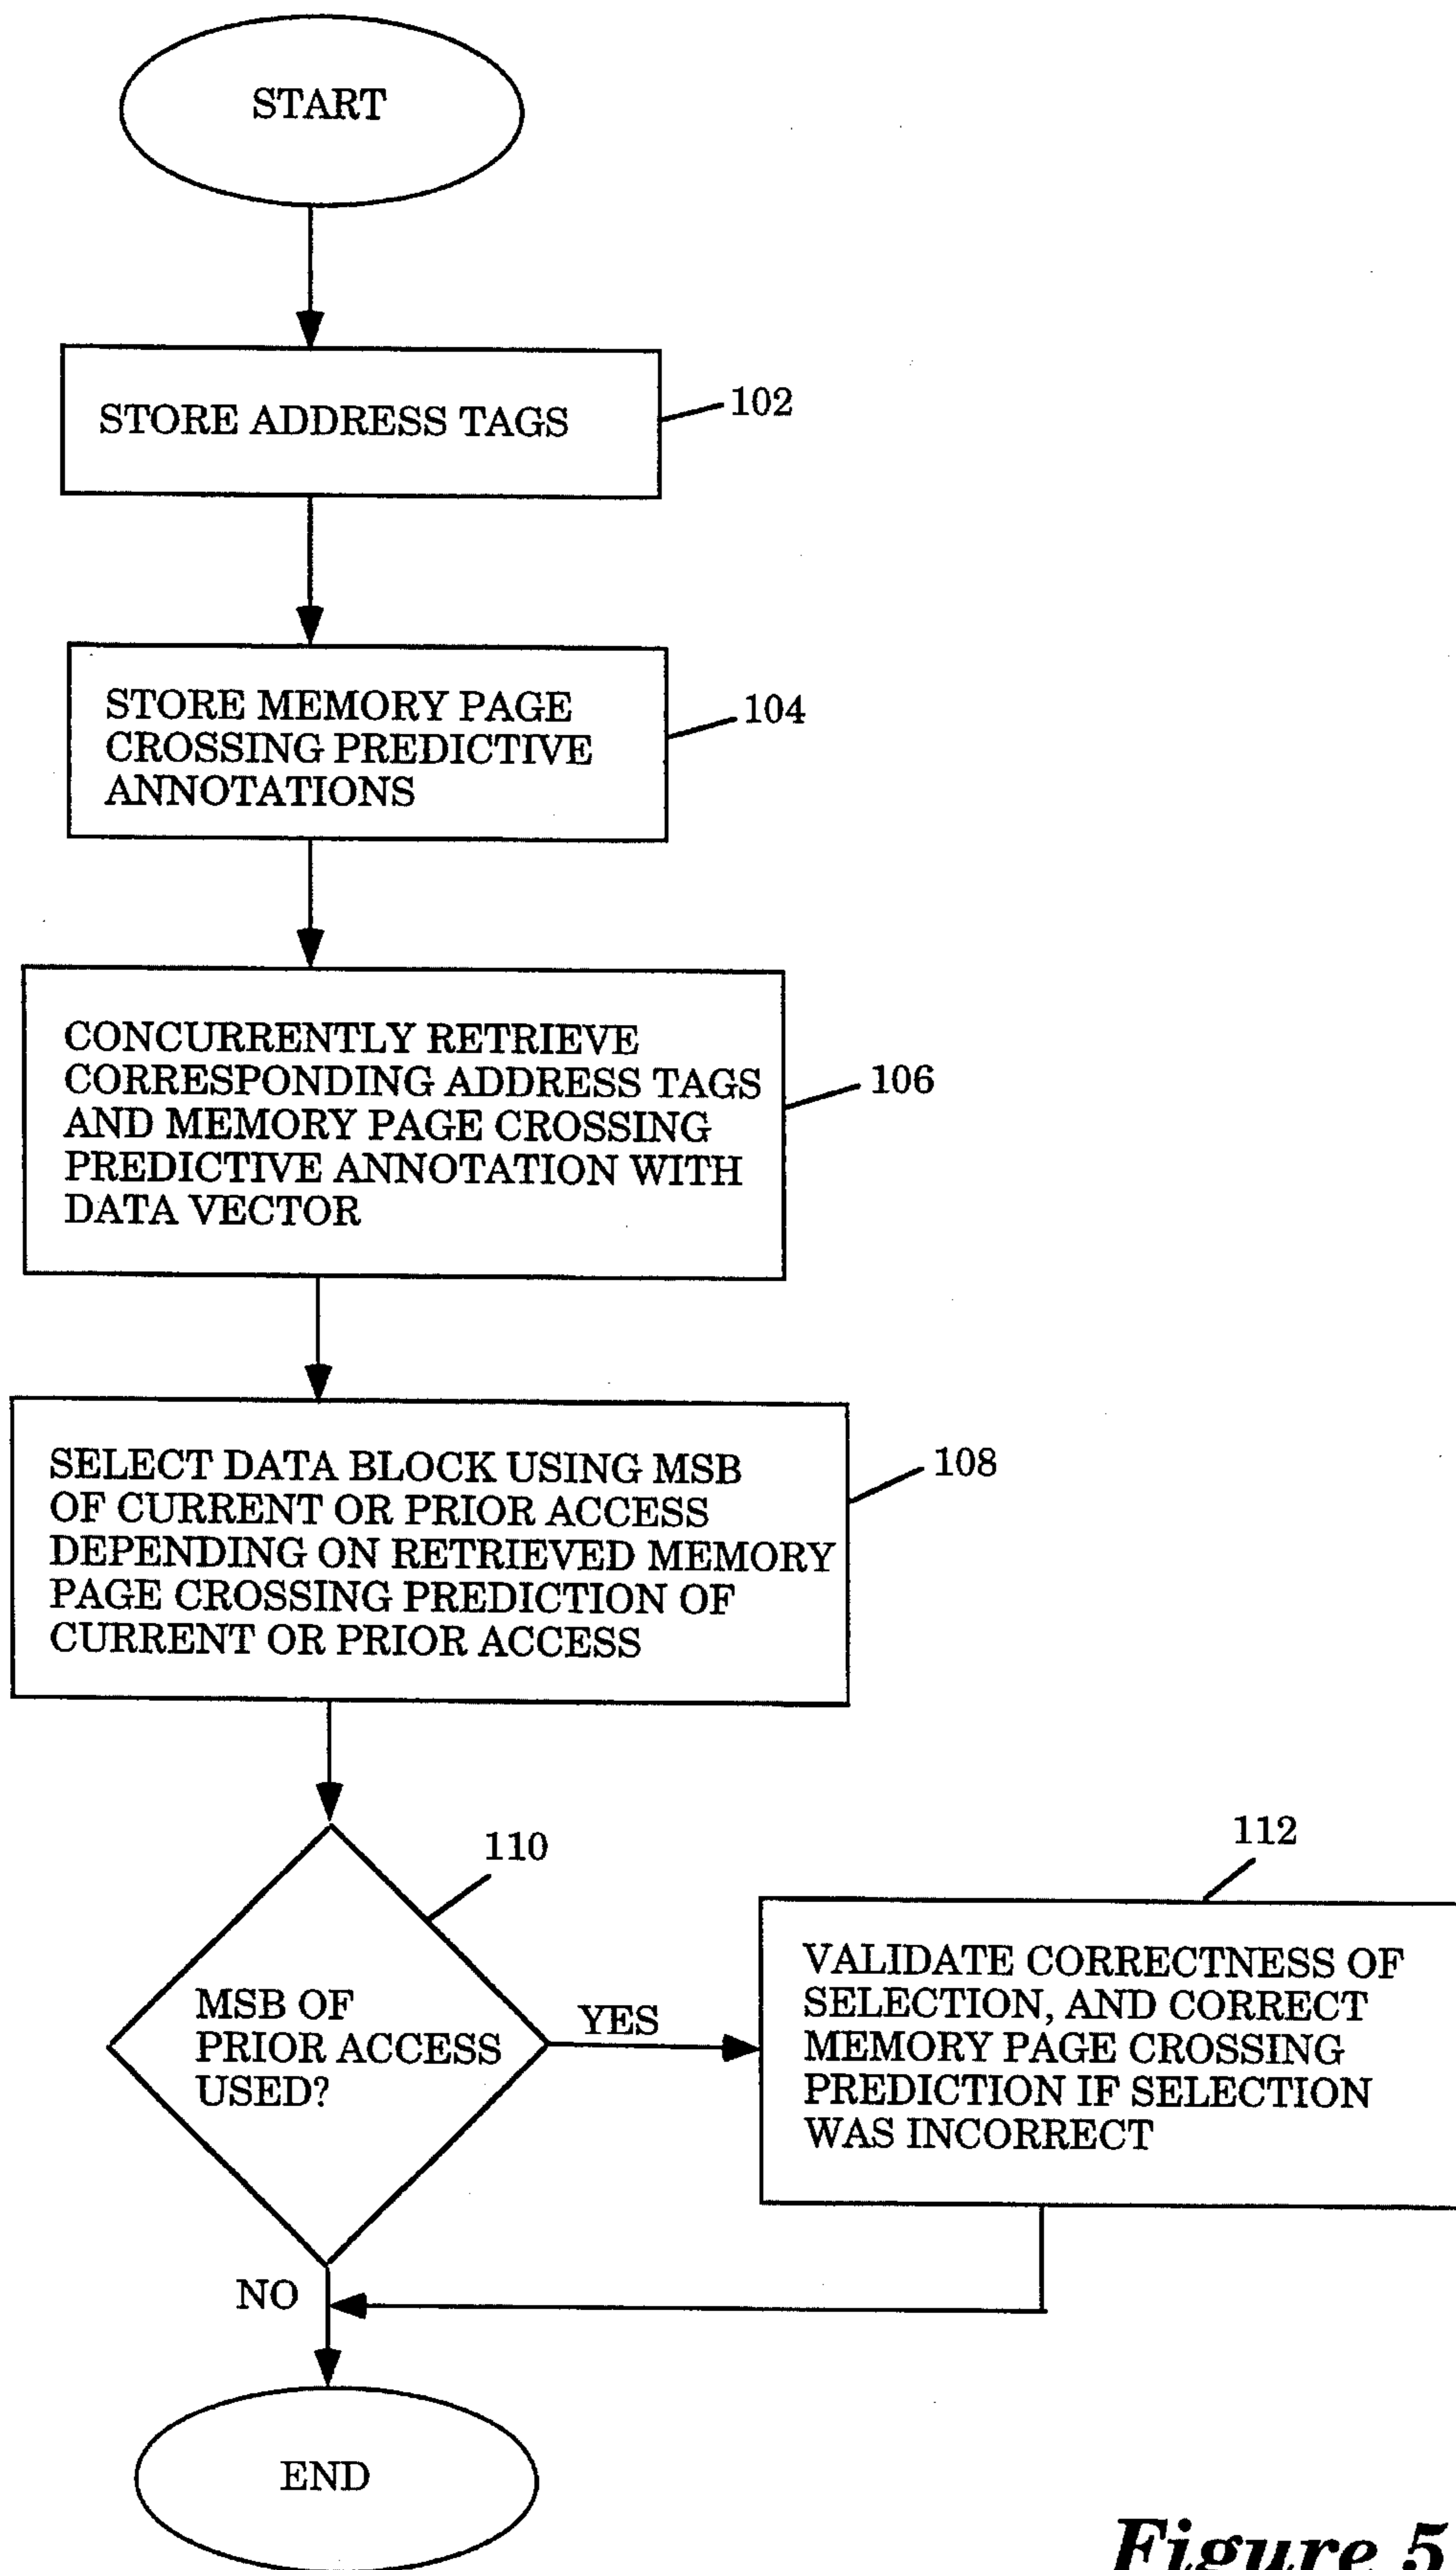 START
STORE ADDRESS TAGS
102
STORE MEMORY PAGE
CROSSING PREDICTIVE
ANNOTATIONS
104
CONCURRENTLY RETRIEVE
CORRESPONDING ADDRESS TAGS
AND MEMORY PAGE CROSSING
PREDICTIVE ANNOTATION WITH
DATA VECTOR
106
SELECT DATA BLOCK USING MSB
OF CURRENT OR PRIOR ACCESS
DEPENDING ON RETRIEVED MEMORY
PAGE CROSSING PREDICTION OF
CURRENT OR PRIOR ACCESS
108
110
MSB OF
PRIOR ACCESS
USED?
YES
112
VALIDATE CORRECTNESS OF
SELECTION, AND CORRECT
MEMORY PAGE CROSSING
PREDICTION IF SELECTION
WAS INCORRECT
NO
END
Figure 5